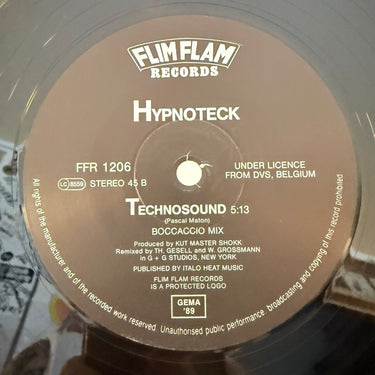 FLIM FLAM
RECORDS
HYPNOTECK
FFR 1206
LC 8559 STEREO 45 B
UNDER LICENCE
FROM DVS, BELGIUM
TECHNOSOUND 5:13
(Pascal Maton)
BOCCACCIO MIX
Produced by KUT MASTER SHOKK
Remixed by TH. GESELL and W. GROSSMANN
in G + G STUDIOS, NEW YORK
PUBLISHED BY ITALO HEAT MUSIC
FLIM FLAM RECORDS
IS A PROTECTED LOGO
GEMA
'89
All rights of the manufacturer and of the owner of the recorded work reserved. Unauthorised public performance, broadcasting and copying of this record prohibited